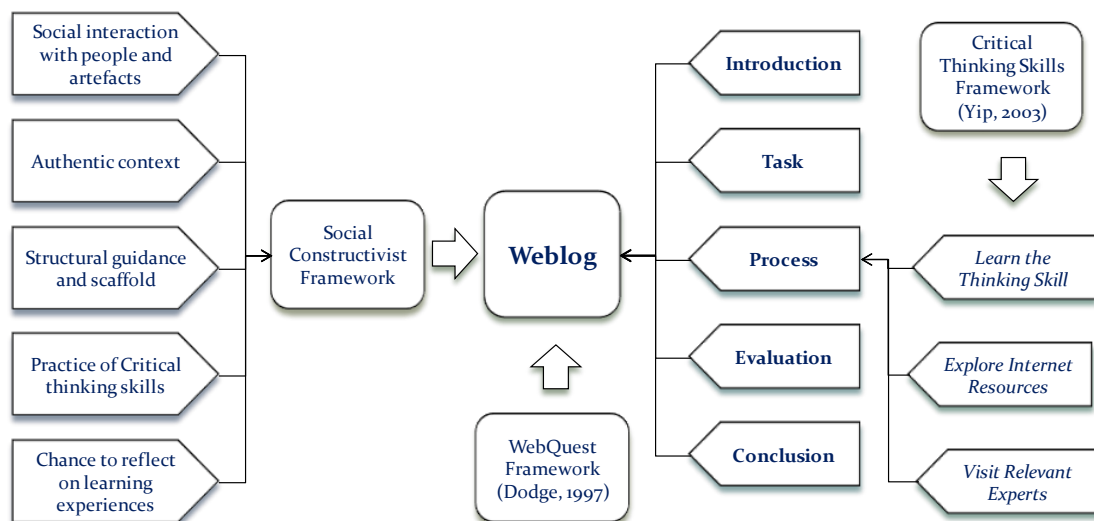 Social interaction
with people and
artefacts
Authentic context
Structural guidance
and scaffold
Practice of Critical
thinking skills
Chance to reflect
on learning
experiences
Social
Constructivist
Framework
Weblog
WebQuest
Framework
(Dodge, 1997)
Introduction
Task
Process
Evaluation
Conclusion
Critical
Thinking Skills
Framework
(Yip, 2003)
Learn the
Thinking Skill
Explore Internet
Resources
Visit Relevant
Experts